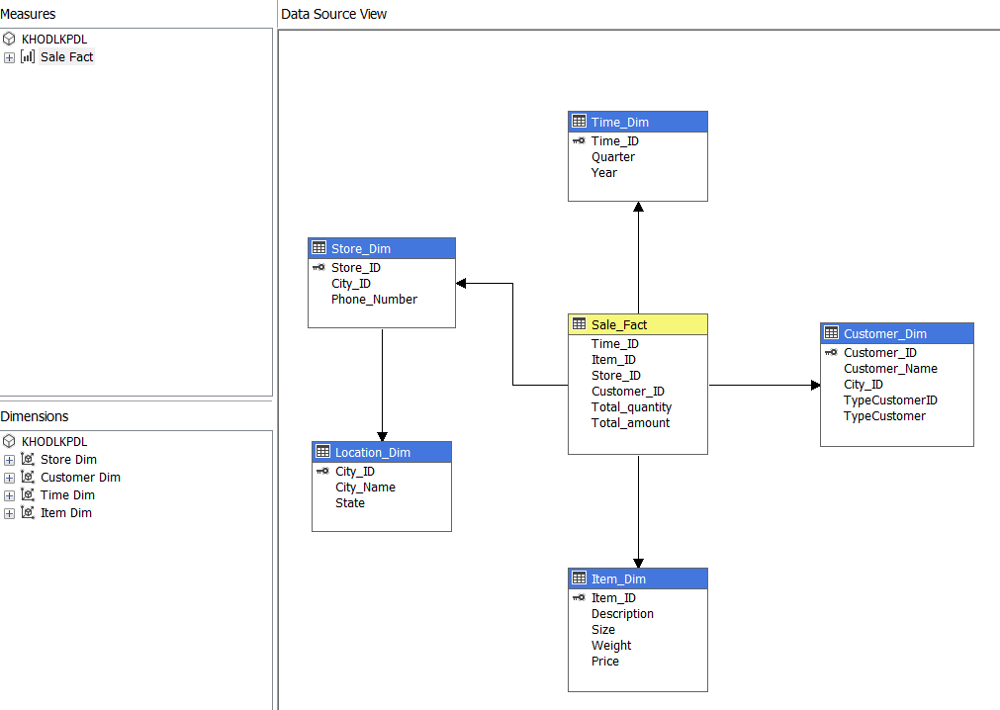 Measures
KHODLKPDL
Sale Fact
Dimensions
KHODLKPDL
Store Dim
Customer Dim
Time Dim
Item Dim
Data Source View
Time_Dim
Time_ID
Quarter
Year
Store_Dim
Store_ID
City_ID
Phone_Number
Sale_Fact
Time_ID
Item_ID
Store_ID
Customer_ID
Total_quantity
Total_amount
Customer_Dim
Customer_ID
Customer_Name
City_ID
TypeCustomerID
TypeCustomer
Location_Dim
City_ID
City_Name
State
Item_Dim
Item_ID
Description
Size
Weight
Price